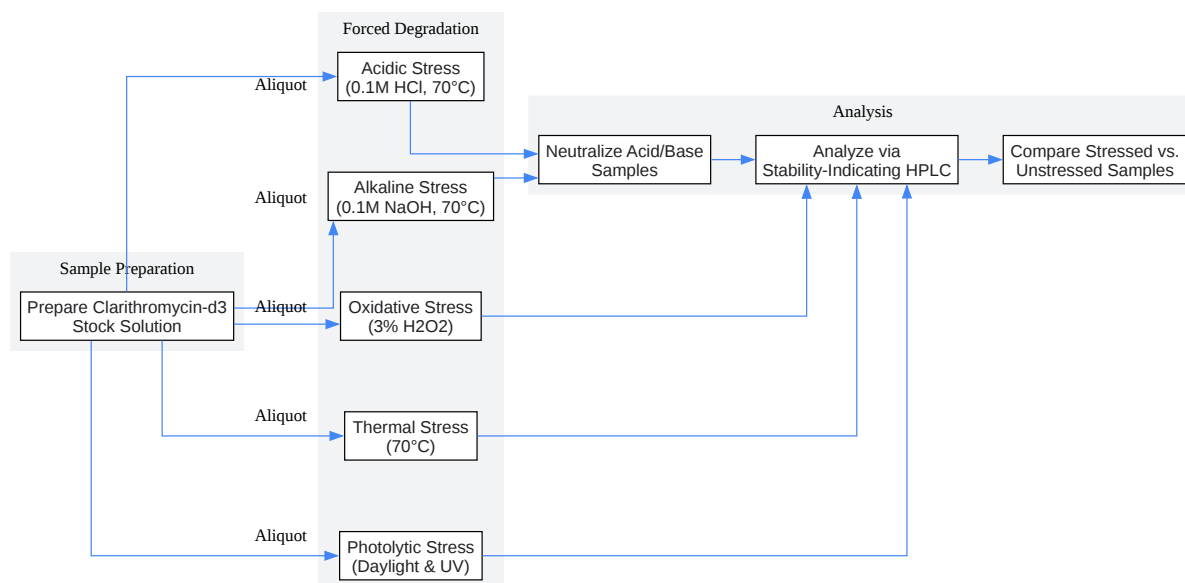 Forced Degradation
Acidic Stress
(0.1M HCl, 70°C)
Aliquot
Analysis
Neutralize Acid/Base
Samples
Analyze via
Stability-Indicating HPLC
Compare Stressed vs.
Unstressed Samples
Aliquot
Alkaline Stress
(0.1M NaOH, 70°C)
Sample Preparation
Prepare Clarithromycin-d3
Stock Solution
Aliquot
Oxidative Stress
(3% H2O2)
Aliquot
Thermal Stress
(70°C)
Aliquot
Photolytic Stress
(Daylight & UV)